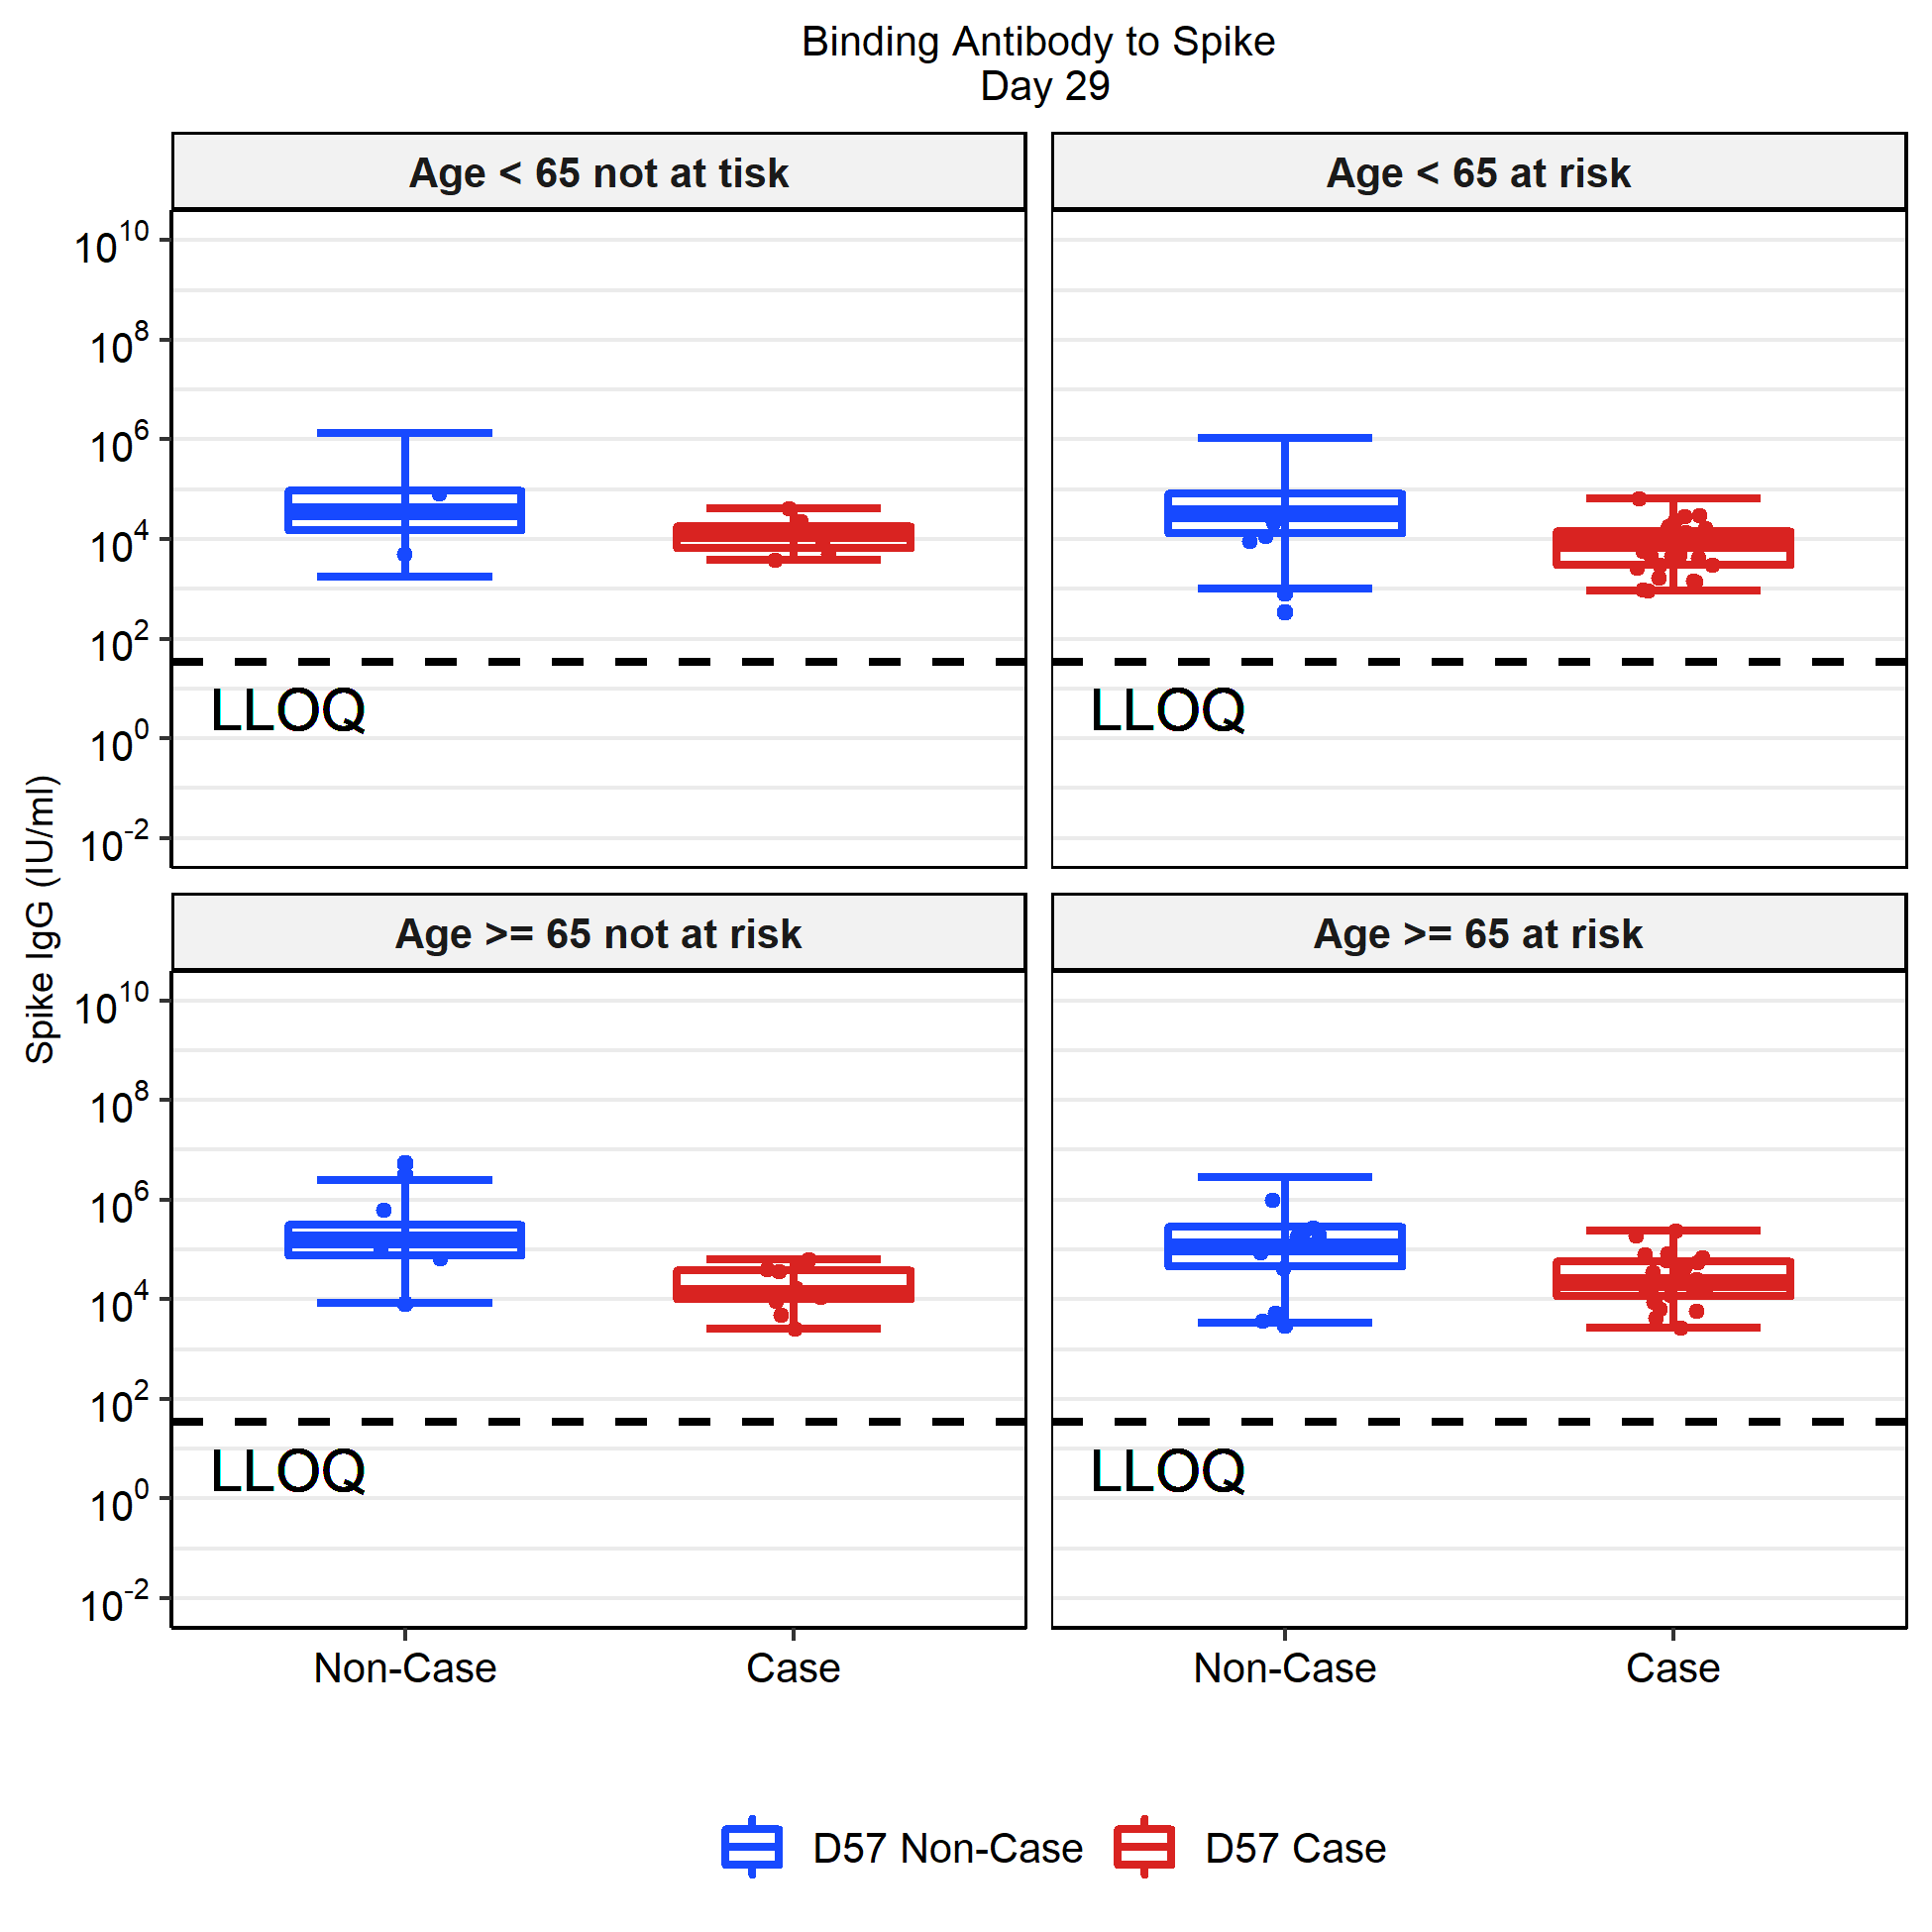 Binding Antibody to Spike
Day 29
Age < 65 not at tisk
Age < 65 at risk
10^10
10^8
10^6
10^4
10^2
10^0
10^-2
LLOQ
LLOQ
Spike IgG (IU/ml)
Age >= 65 not at risk
Age >= 65 at risk
10^10
10^8
10^6
10^4
10^2
10^0
10^-2
LLOQ
LLOQ
Non-Case
Case
Non-Case
Case
D57 Non-Case
D57 Case